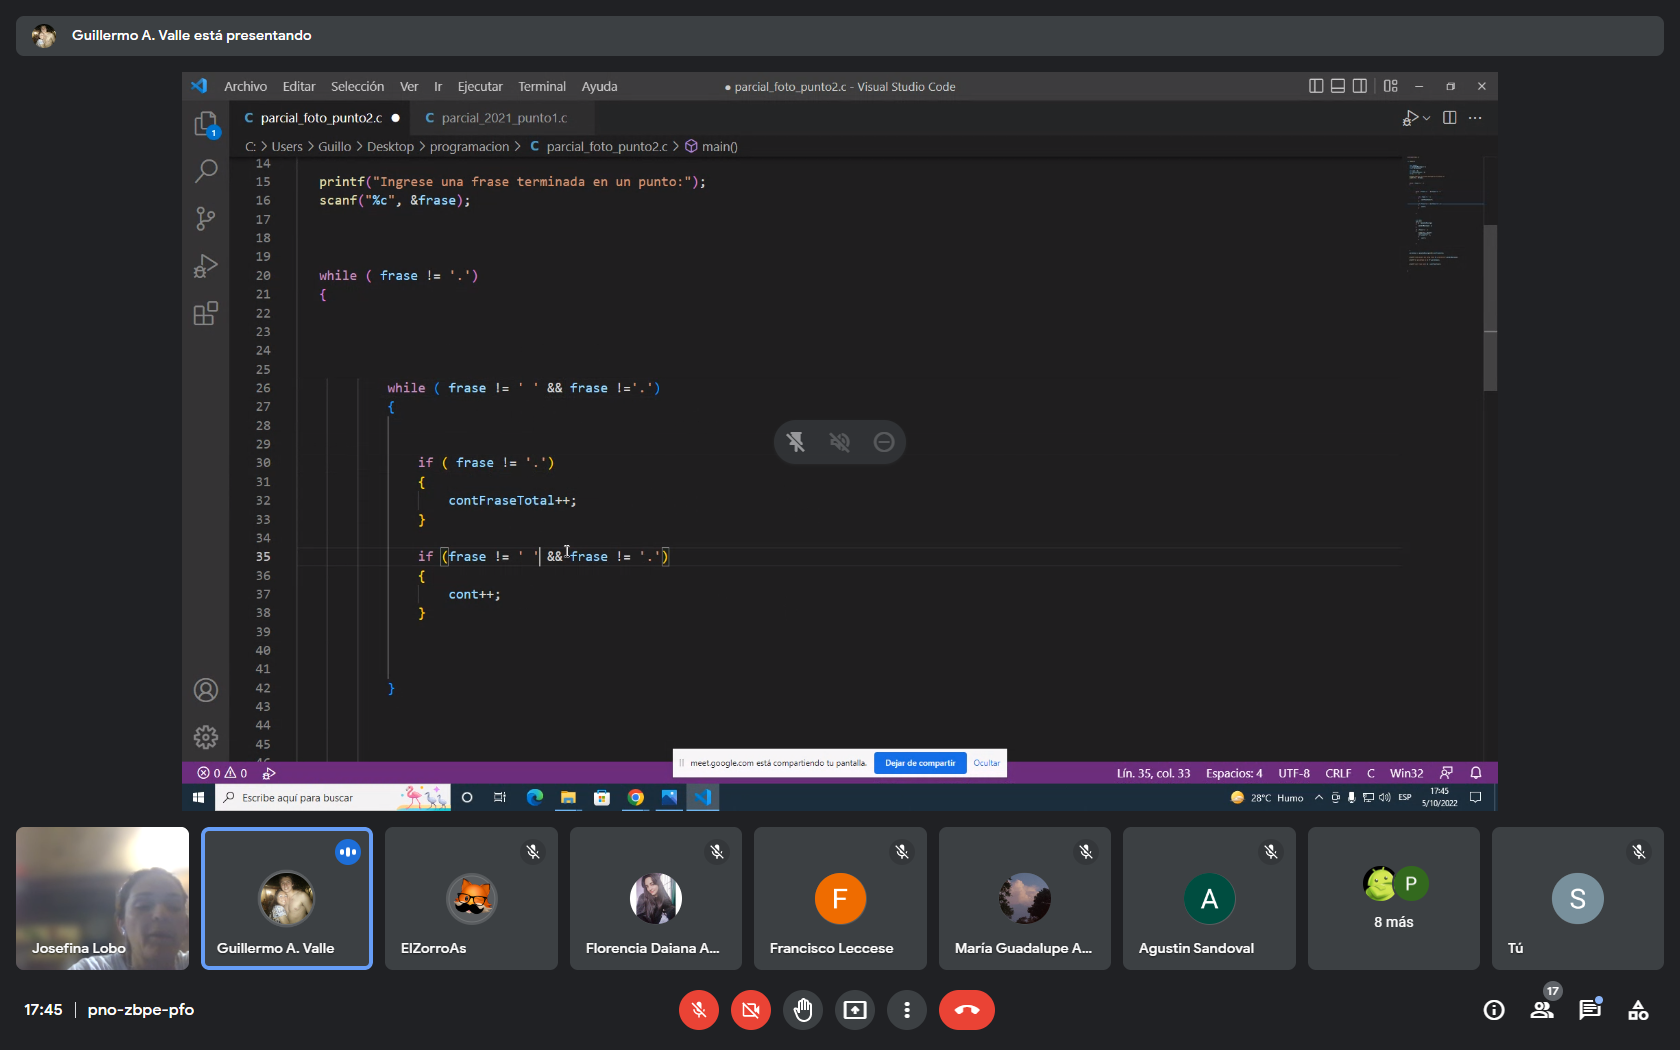 Guillermo A. Valle está presentando
Archivo Editar Selección Ver Ir Ejecutar Terminal Ayuda
● parcial_foto_punto2.c - Visual Studio Code
C parcial_foto_punto2.c ●
C parcial_2021_punto1.c
1
C: > Users > Guillo > Desktop > programacion > C parcial_foto_punto2.c > main()
14
15 printf("Ingrese una frase terminada en un punto:");
16 scanf("%c", &frase);
17
18
19
20 while ( frase != '.')
21 {
22
23
24
25
26 while ( frase != ' ' && frase !='.')
27 {
28
29
30 if ( frase != '.')
31 {
32 contFraseTotal++;
33 }
34
35 if (frase != ' ' && frase != '.')
36 {
37 cont++;
38 }
39
40
41
42 }
43
44
45
meet.google.com está compartiendo tu pantalla. Dejar de compartir Ocultar
0 0 Lín. 35, col. 33 Espacios: 4 UTF-8 CRLF C Win32
Escribe aquí para buscar
28°C Humo ESP
17:45
5/10/2022
Josefina Lobo
Guillermo A. Valle
ElZorroAs
Florencia Daiana A...
F
Francisco Leccese
María Guadalupe A...
A
Agustin Sandoval
P
8 más
S
Tú
17:45 | pno-zbpe-pfo
17